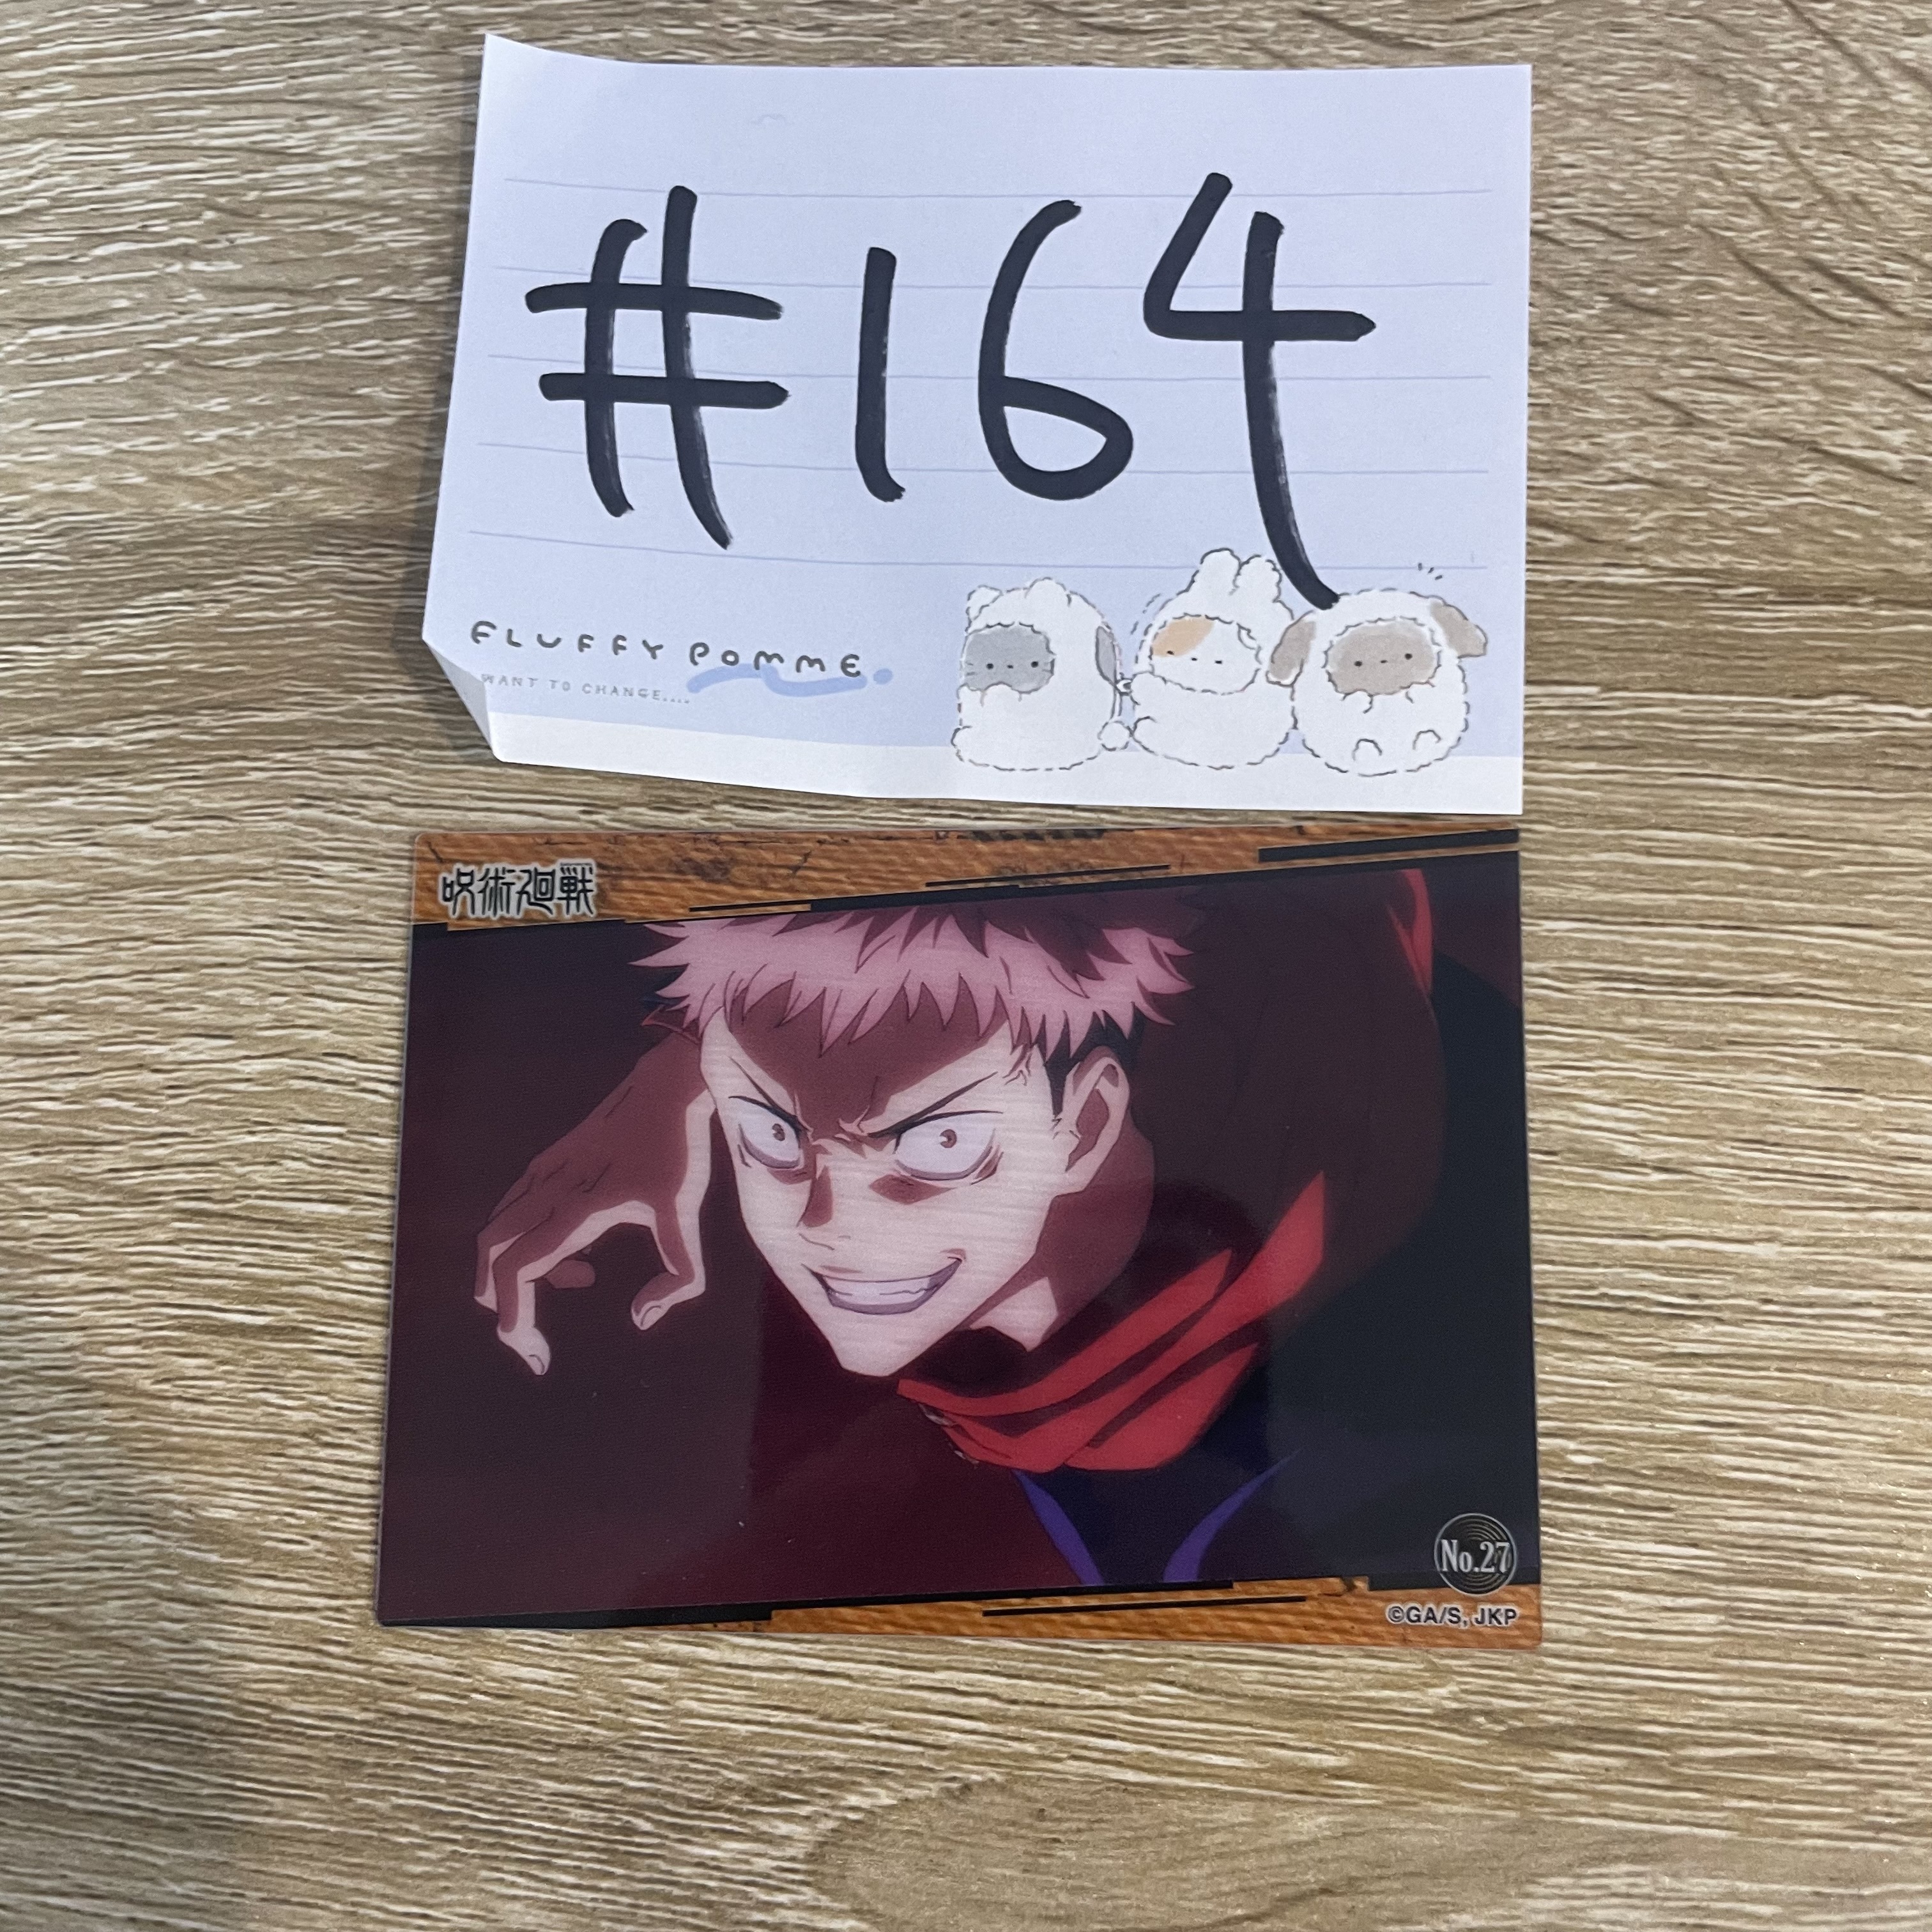 #164
FLUFFY POMME.
WANT TO CHANGE....
呪術廻戦
No.27
©GA/S, JKP